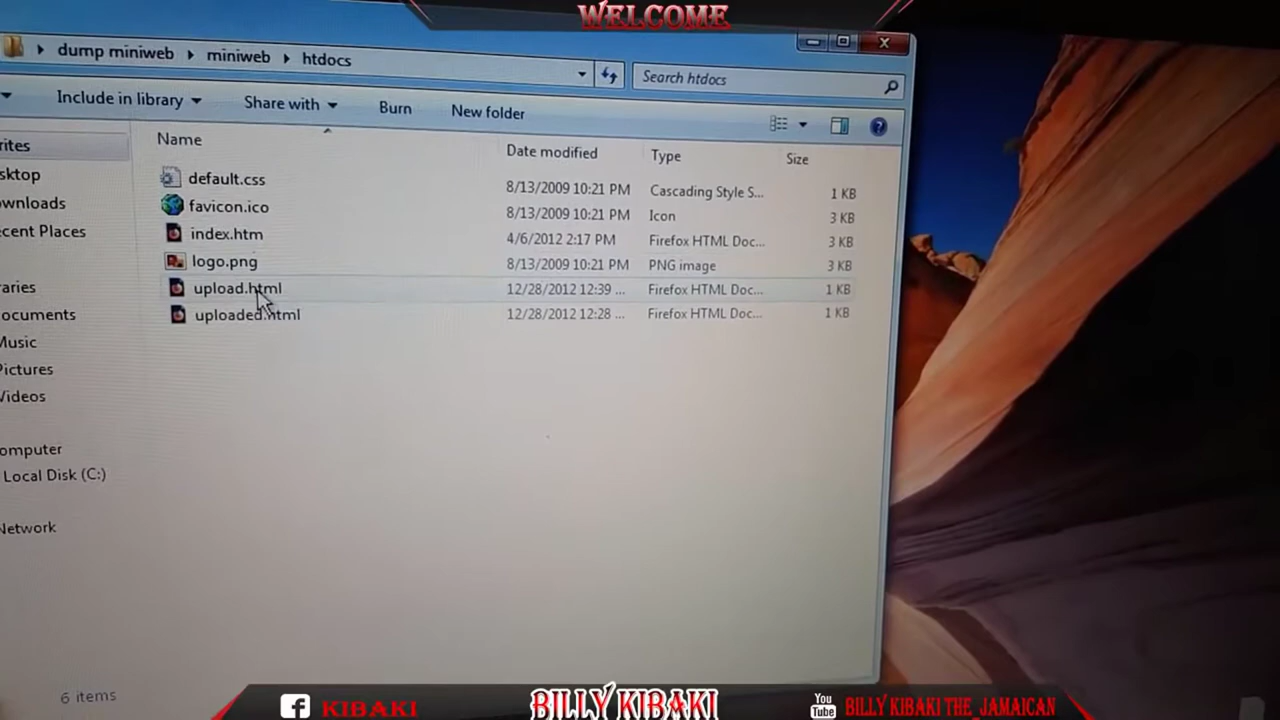 WELCOME
dump miniweb
miniweb
htdocs
Search htdocs
Include in library
Share with
Burn
New folder
Name
Date modified
Type
Size
default.css
8/13/2009 10:21 PM
Cascading Style S...
1 KB
favicon.ico
8/13/2009 10:21 PM
Icon
3 KB
index.htm
4/6/2012 2:17 PM
Firefox HTML Doc...
3 KB
logo.png
8/13/2009 10:21 PM
PNG image
3 KB
upload.html
12/28/2012 12:39 ...
Firefox HTML Doc...
1 KB
uploaded.html
12/28/2012 12:28 ...
Firefox HTML Doc...
1 KB
rites
sktop
ownloads
ecent Places
raries
ocuments
Music
Pictures
Videos
omputer
Local Disk (C:)
Network
6 items
KIBAKI
BILLY KIBAKI
You Tube
BILLY KIBAKI THE_JAMAICAN